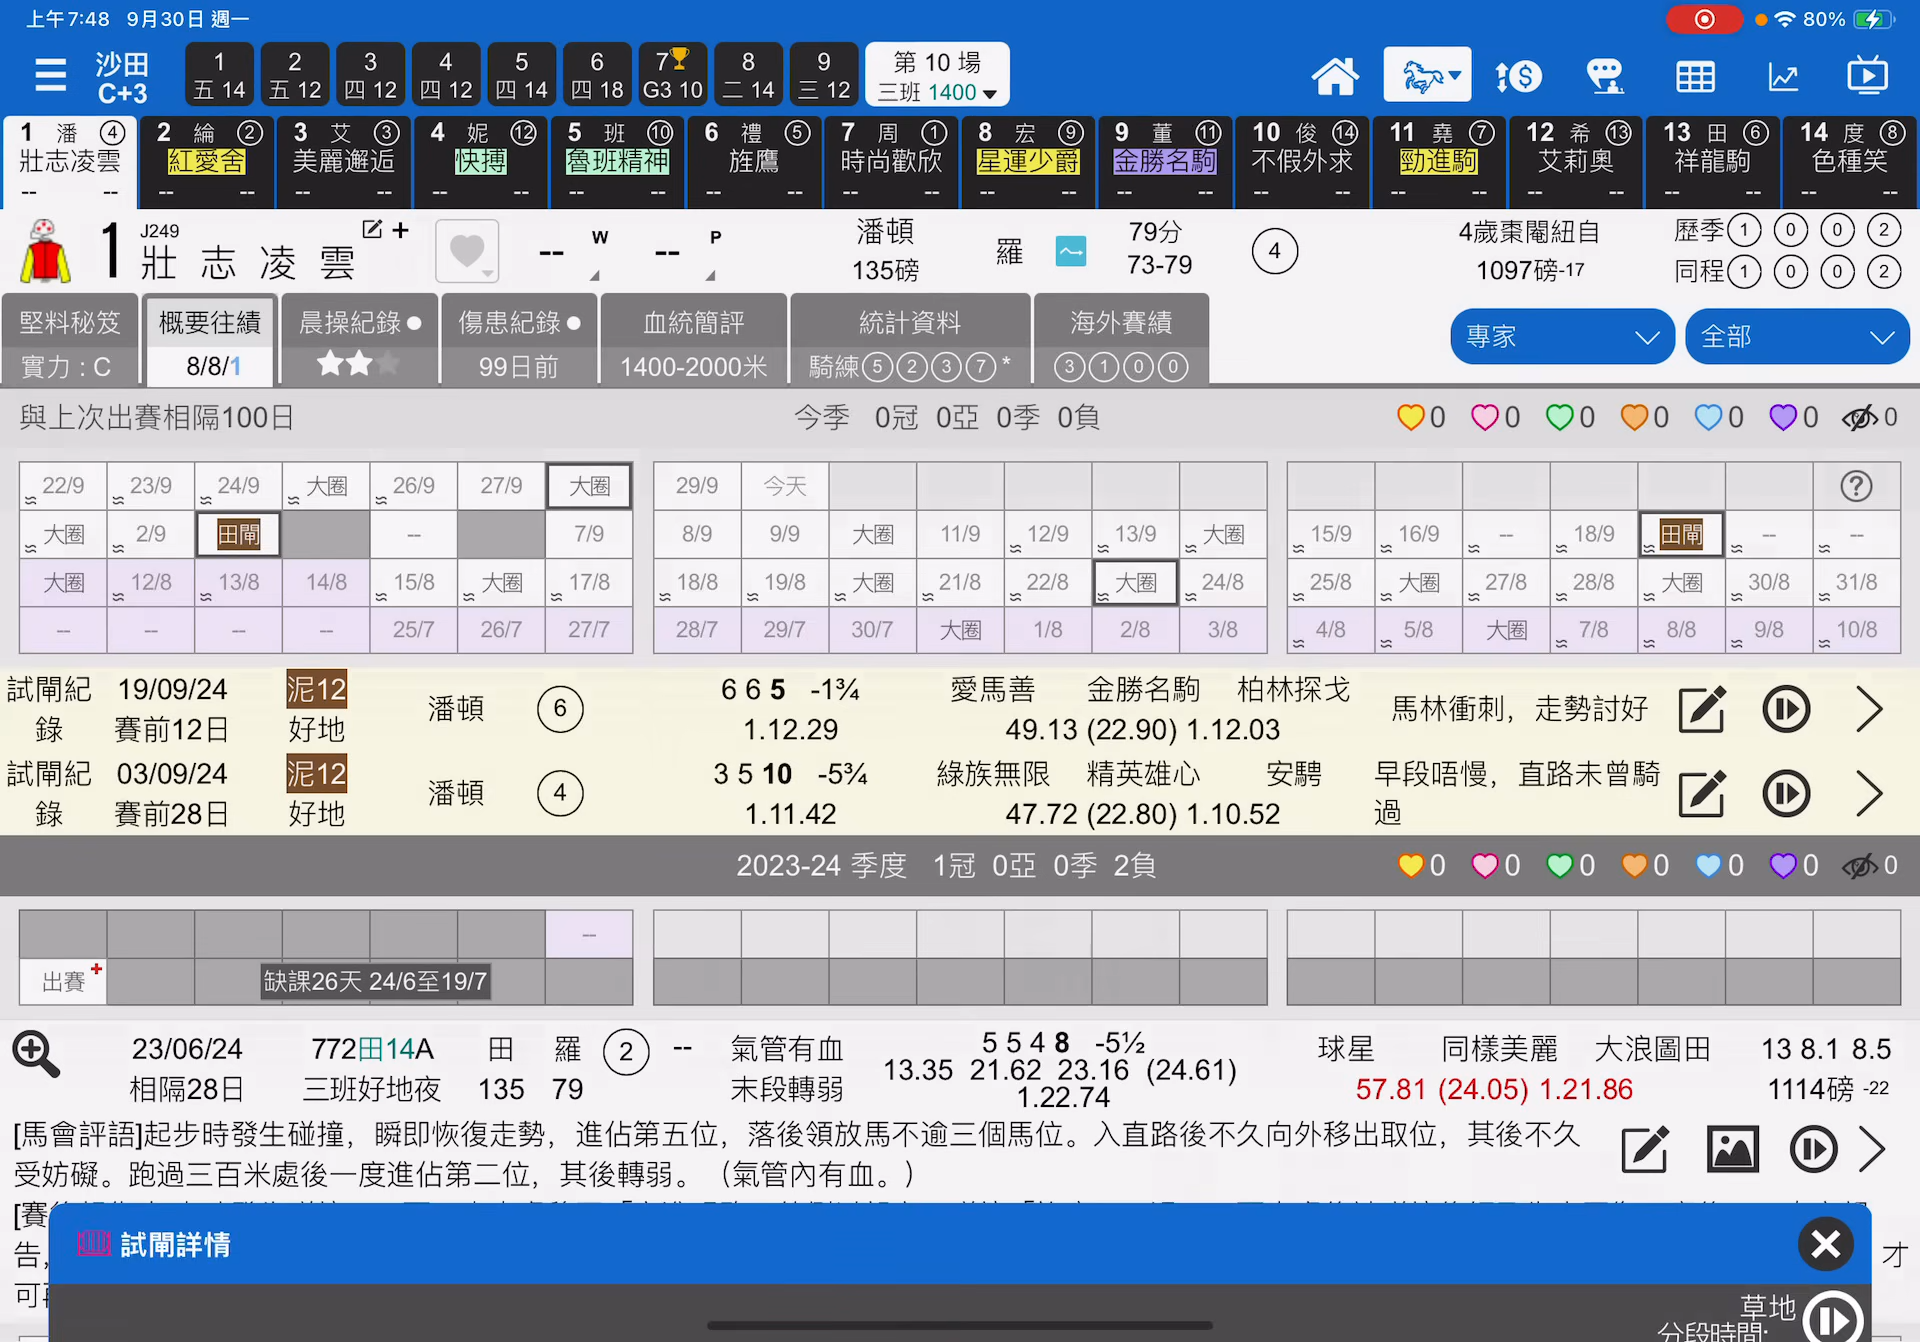 上午7:48 9月30日 週一 80%
沙田 C+3
1 五 14
2 五 12
3 四 12
4 四 12
5 四 14
6 四 18
7 G3 10
8 二 14
9 三 12
第 10 場 三班 1400
1 潘 4 壯志凌雲 -- --
2 綸 2 紅愛舍 -- --
3 艾 3 美麗邂逅 -- --
4 妮 12 快搏 -- --
5 班 10 魯班精神 -- --
6 禮 5 旌鷹 -- --
7 周 1 時尚歡欣 -- --
8 宏 9 星運少爵 -- --
9 董 11 金勝名駒 -- --
10 俊 14 不假外求 -- --
11 堯 7 勁進駒 -- --
12 希 13 艾莉奧 -- --
13 田 6 祥龍駒 -- --
14 度 8 色種笑 -- --
1 J249 壯志凌雲 -- W -- P 潘頓 135磅 羅 79分 73-79 4 4歲棗閹紐自 1097磅-17 歷季 1 0 0 2 同程 1 0 0 2
堅料秘笈 實力：C
概要往績 8/8/1
晨操紀錄
傷患紀錄 99日前
血統簡評 1400-2000米
統計資料 騎練 5 2 3 7 *
海外賽績 3 1 0 0
專家 全部
與上次出賽相隔100日 今季 0冠 0亞 0季 0負 0 0 0 0 0 0 0
22/9 23/9 24/9 大圈 26/9 27/9 大圈 29/9 今天 ?
大圈 2/9 田閘 -- 7/9 8/9 9/9 大圈 11/9 12/9 13/9 大圈 15/9 16/9 -- 18/9 田閘 -- --
大圈 12/8 13/8 14/8 15/8 大圈 17/8 18/8 19/8 大圈 21/8 22/8 大圈 24/8 25/8 大圈 27/8 28/8 大圈 30/8 31/8
-- -- -- -- 25/7 26/7 27/7 28/7 29/7 30/7 大圈 1/8 2/8 3/8 4/8 5/8 大圈 7/8 8/8 9/8 10/8
試閘紀錄 19/09/24 賽前12日 泥12 好地 潘頓 6 6 6 5 -1¾ 1.12.29 愛馬善 金勝名駒 柏林探戈 49.13 (22.90) 1.12.03 馬林衝刺，走勢討好
試閘紀錄 03/09/24 賽前28日 泥12 好地 潘頓 4 3 5 10 -5¾ 1.11.42 綠族無限 精英雄心 安騁 47.72 (22.80) 1.10.52 早段唔慢，直路未曾騎過
2023-24 季度 1冠 0亞 0季 2負 0 0 0 0 0 0 0
--
出賽 缺課26天 24/6至19/7
23/06/24 772田14A 田 羅 2 -- 氣管有血 5 5 4 8 -5½ 球星 同樣美麗 大浪圖田 13 8.1 8.5
相隔28日 三班好地夜 135 79 末段轉弱 13.35 21.62 23.16 (24.61) 1.22.74 57.81 (24.05) 1.21.86 1114磅 -22
[馬會評語]起步時發生碰撞，瞬即恢復走勢，進佔第五位，落後領放馬不逾三個馬位。入直路後不久向外移出取位，其後不久
受妨礙。跑過三百米處後一度進佔第二位，其後轉弱。（氣管內有血。）
[賽
告,
才
可
試閘詳情
草地
分段時間: